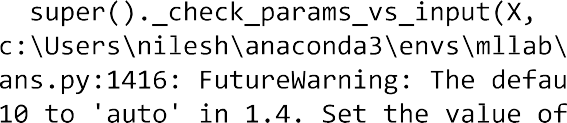 super()._check_params_vs_input(X,
c:\Users\nilesh\anaconda3\envs\mllab\
ans.py:1416: FutureWarning: The defau
10 to 'auto' in 1.4. Set the value of